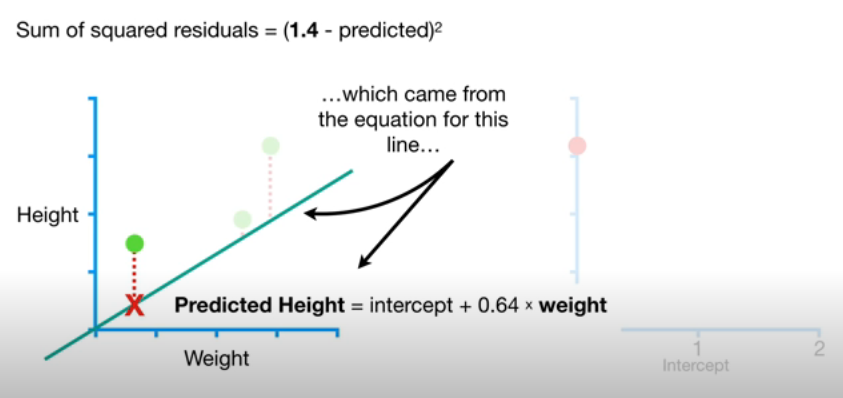 Sum of squared residuals = (1.4 - predicted)²
...which came from
the equation for this
line...
Height
X
Predicted Height = intercept + 0.64 × weight
Weight
1
2
Intercept